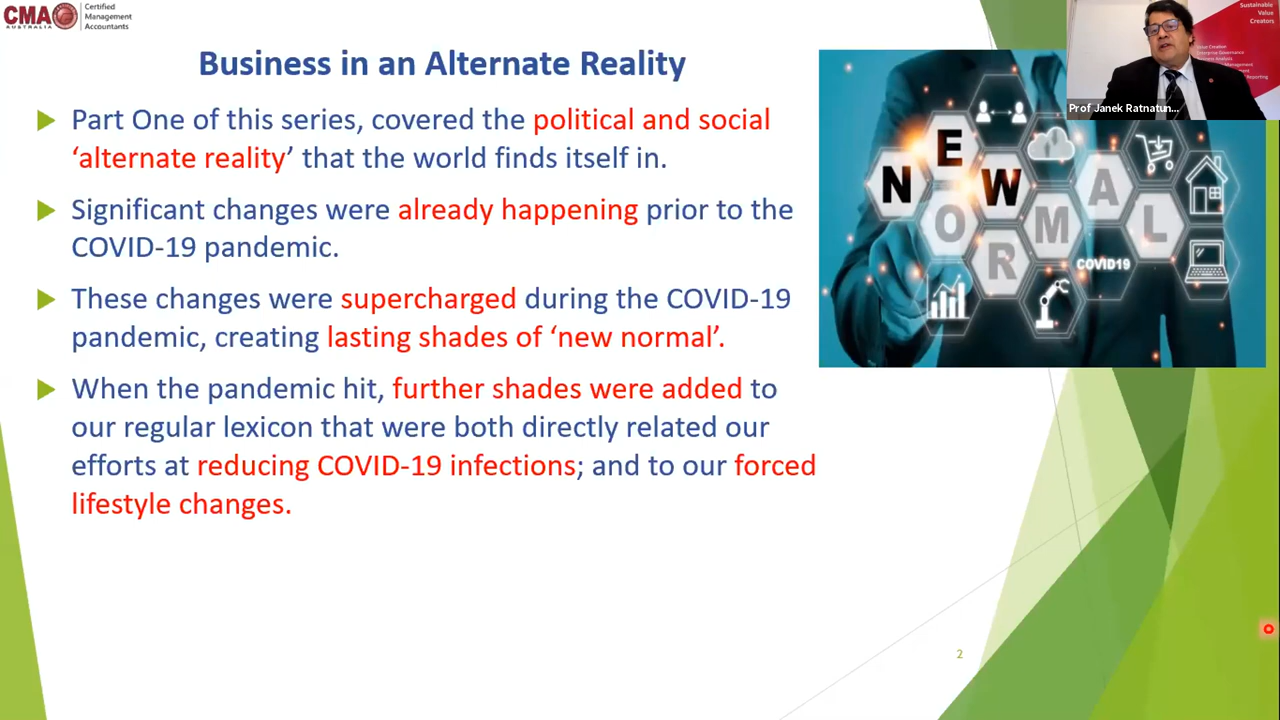 CMA
AUSTRALIA
Certified
Management
Accountants
Business in an Alternate Reality
Part One of this series, covered the political and social
‘alternate reality’ that the world finds itself in.
Significant changes were already happening prior to the
COVID-19 pandemic.
These changes were supercharged during the COVID-19
pandemic, creating lasting shades of ‘new normal’.
When the pandemic hit, further shades were added to
our regular lexicon that were both directly related our
efforts at reducing COVID-19 infections; and to our forced
lifestyle changes.
NEW
NORMAL
COVID19
Sustainable
Value
Creators
Prof Janek Ratnatun...
2